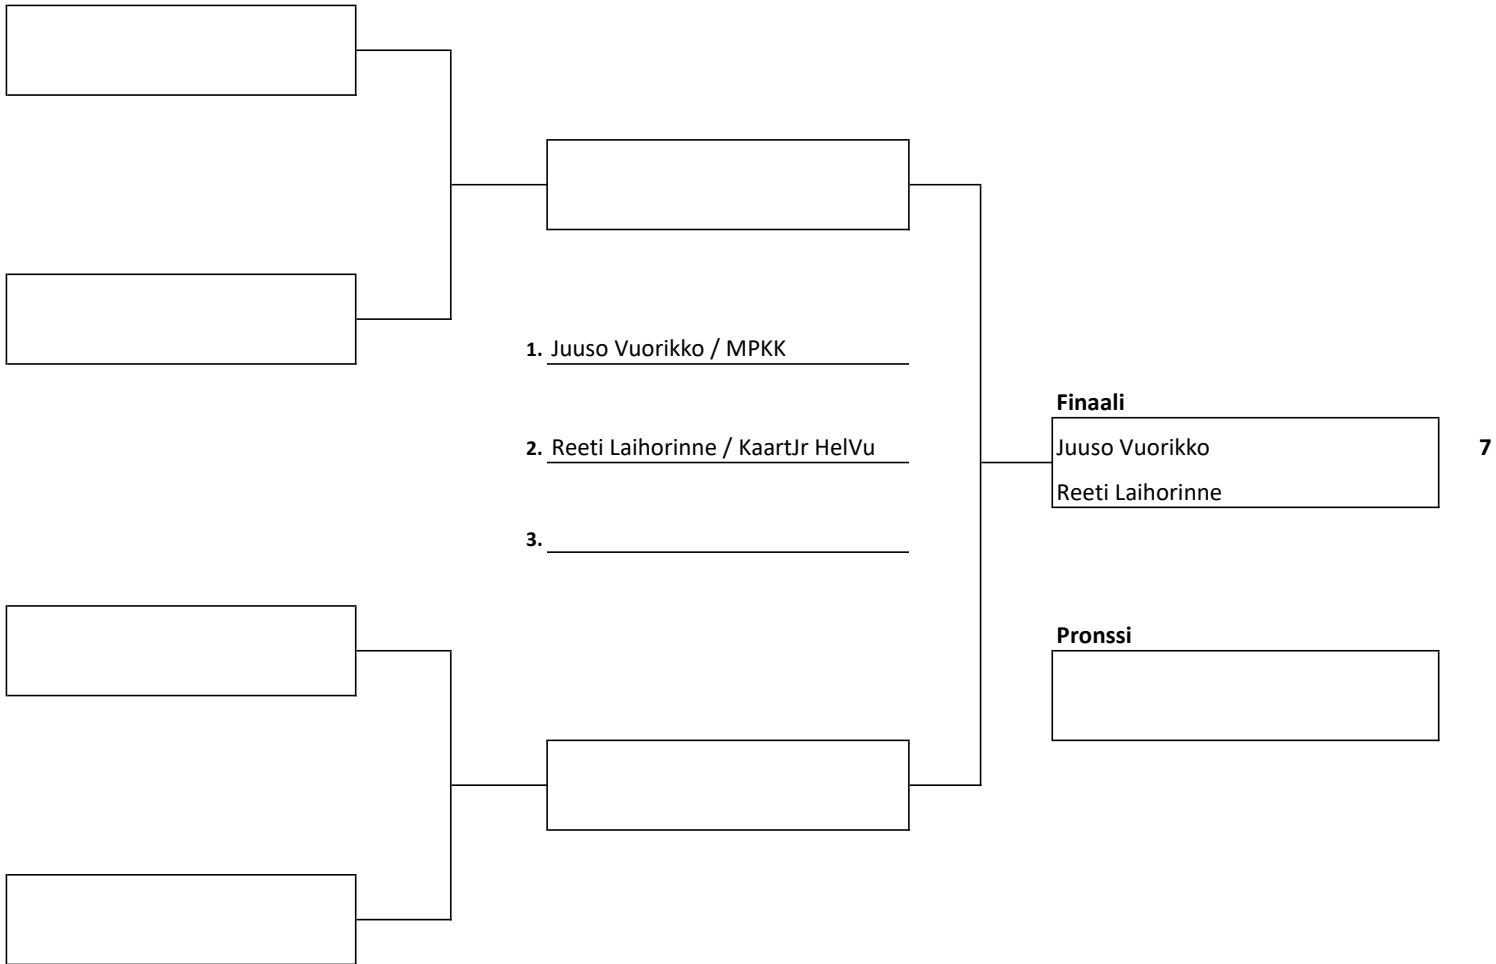 1. Juuso Vuorikko / MPKK
Finaali
2. Reeti Laihorinne / KaartJr HelVu
Juuso Vuorikko 7
Reeti Laihorinne
3.
Pronssi